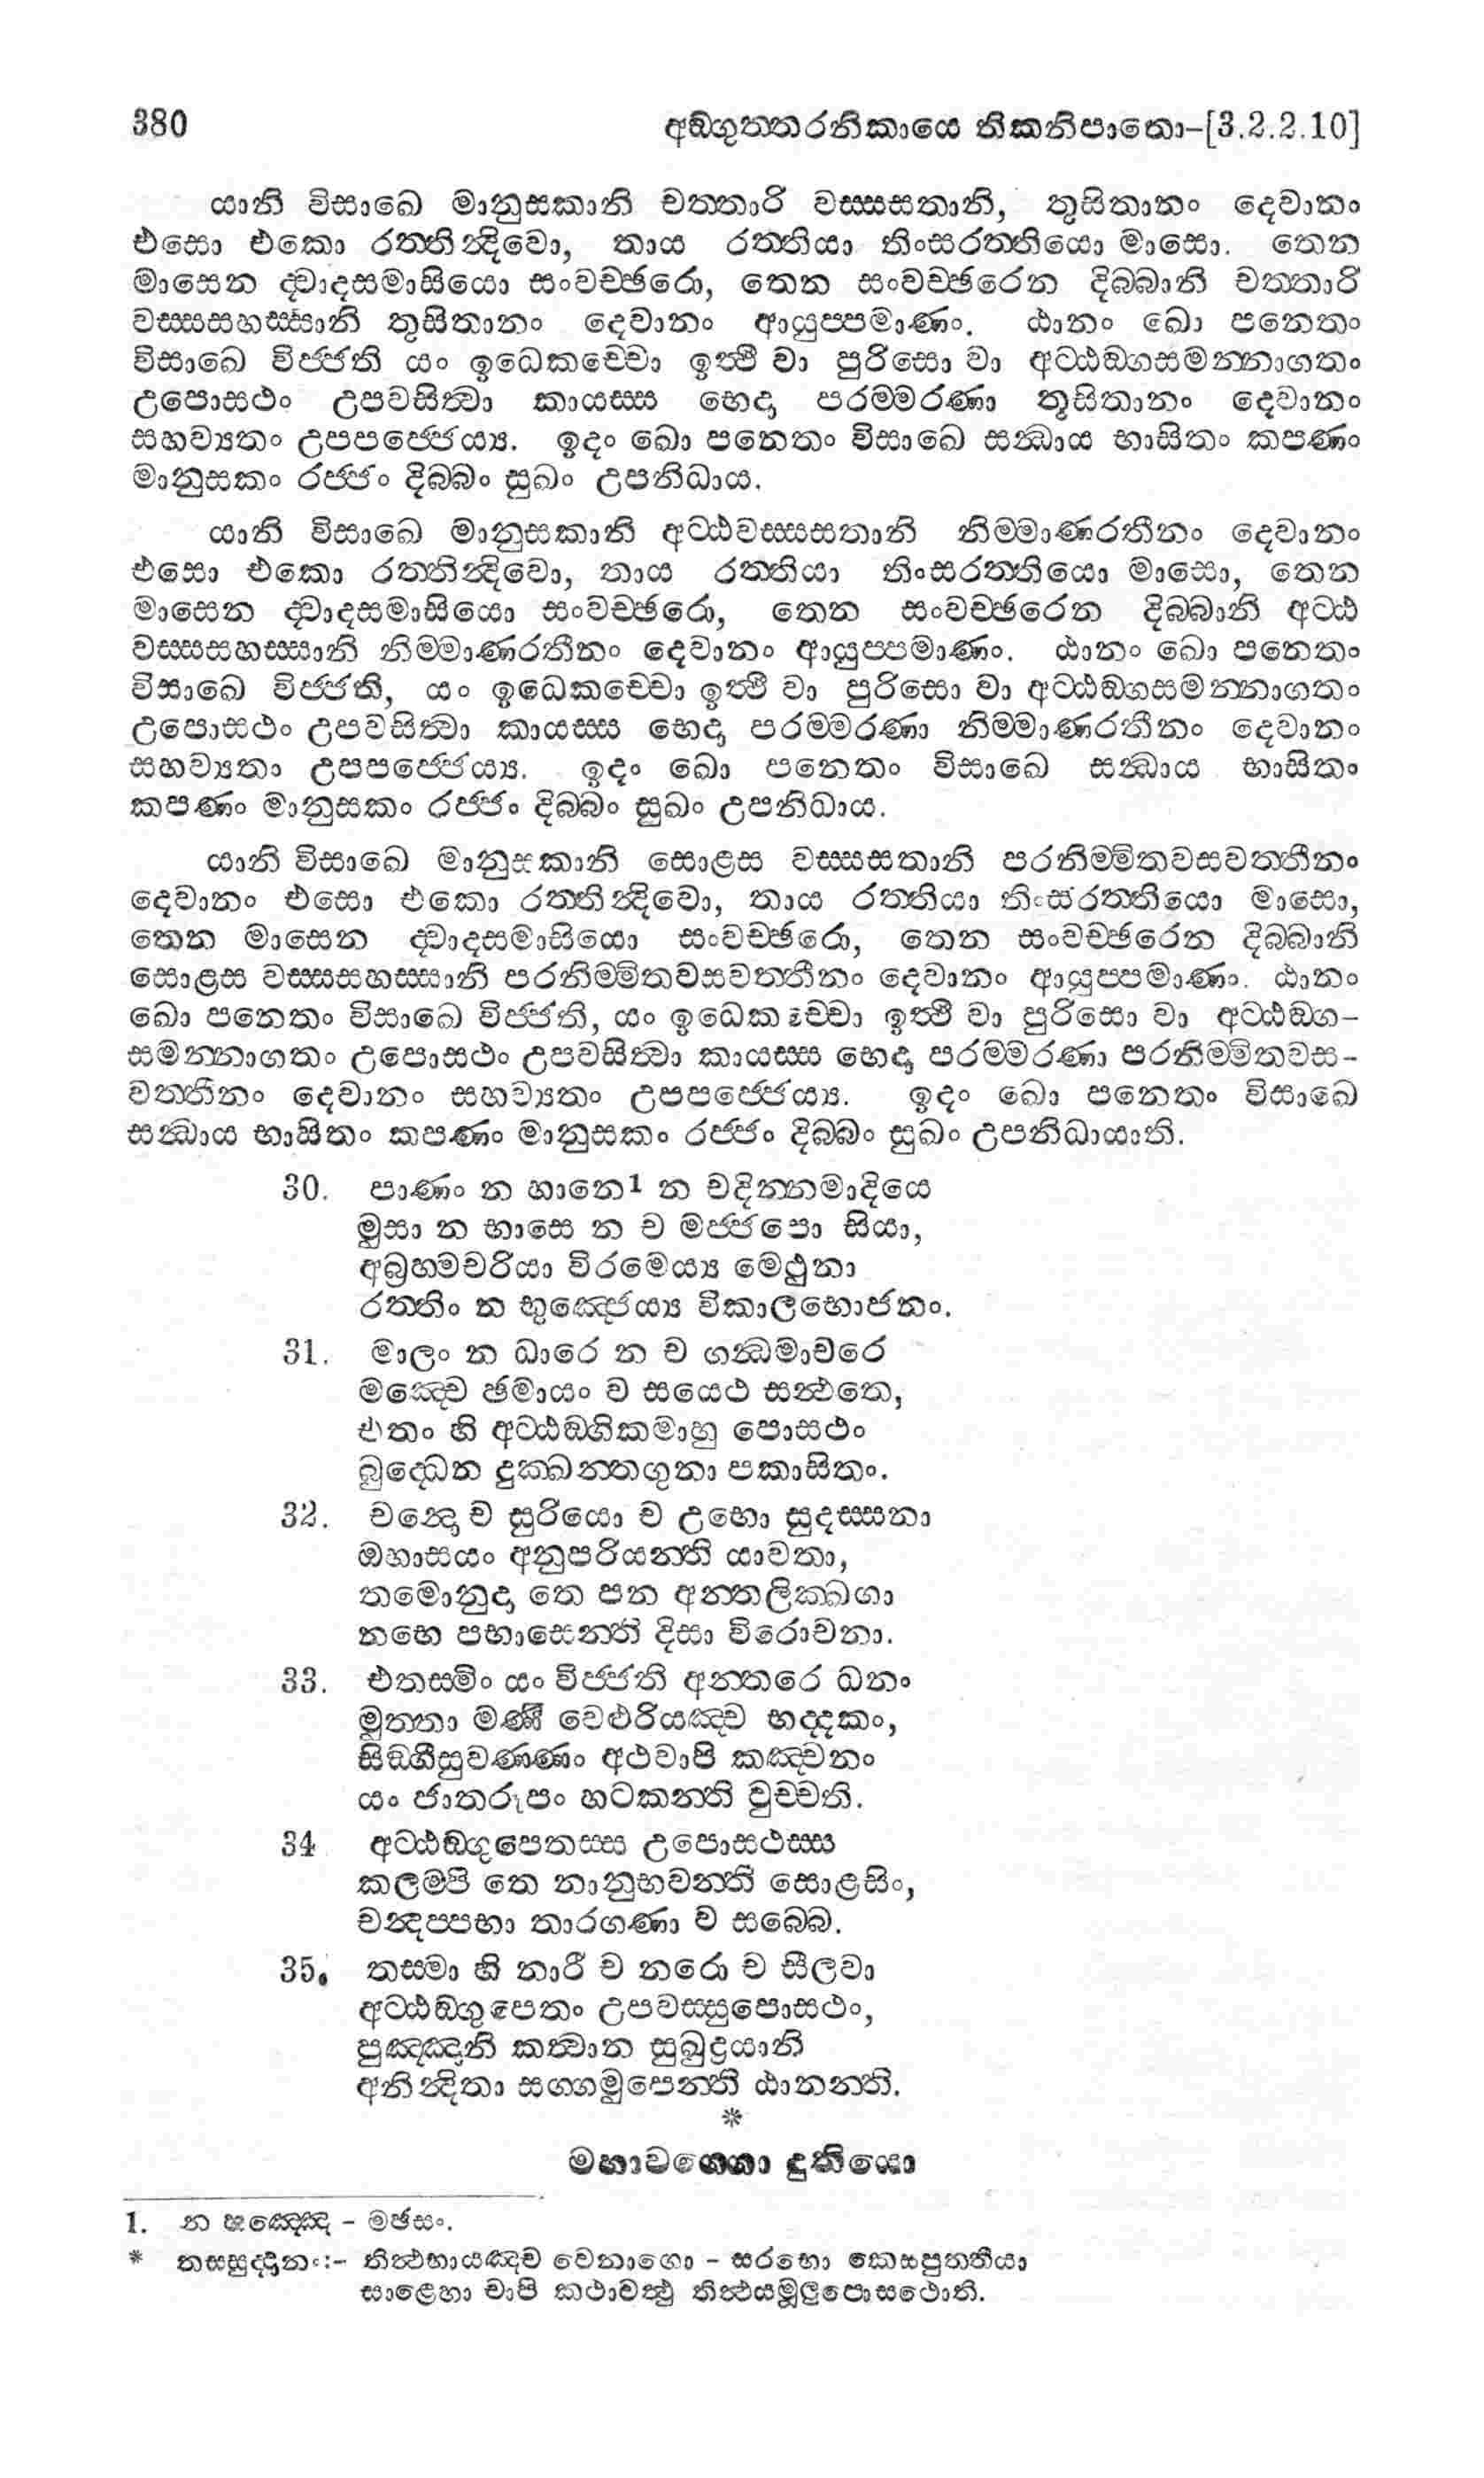 380 අඞ්ගුත්තරනිකායෙ තිකනිපාතො–[3.2.2.10]
යානි විසාඛෙ මානුසකානි චත්තාරි වස්සසතානි, තුසිතානං දෙවානං
එසො එකො රත්තින්දිවො, තාය රත්තියා තිංසරත්තියො මාසො. තෙන
මාසෙන ද්වාදසමාසියො සංවච්ඡරො, තෙන සංවච්ඡරෙන දිබ්බානි චත්තාරි
වස්සසහස්සානි තුසිතානං දෙවානං ආයුප්පමාණං. ඨානං ඛො පනෙතං
විසාඛෙ විජ්ජති යං ඉධෙකච්චො ඉත්ථි වා පුරිසො වා අට්ඨඞ්ගසමන්නාගතං
උපොසථං උපවසිත්වා කායස්ස භෙදා පරම්මරණා තූසිතානං දෙවානං
සහව්‍යතං උපපජ්ජෙය්‍ය. ඉදං ඛො පනෙතං විසාඛෙ සන්ධාය භාසිතං කපණං
මානුසකං රජ්ජං දිබ්බං සුඛං උපනිධාය.
යානි විසාඛෙ මානුසකානි අට්ඨවස්සසතානි නිම්මාණරතීනං දෙවානං
එසො එකො රත්තින්දිවො, තාය රත්තියා තිංසරත්තියො මාසො, තෙන
මාසෙන ද්වාදසමාසියො සංවච්ඡරො, තෙන සංවච්ඡරෙන දිබ්බානි අට්ඨ
වස්සසහස්සානි නිම්මාණරතීනං දෙවානං ආයුප්පමාණං. ඨානං ඛො පනෙතං
විසාඛෙ විජ්ජති, යං ඉධෙකච්චො ඉත්ථි වා පුරිසො වා අට්ඨඞ්ගසමන්නාගතං
උපොසථං උපවසිත්වා කායස්ස භෙදා පරම්මරණා නිම්මාණරතීනං දෙවානං
සහව්‍යතා උපපජ්ජෙය්‍ය. ඉදං ඛො පනෙතං විසාඛෙ සන්ධාය භාසිතං
කපණං මානුසකං රජ්ජං දිබ්බං සුඛං උපනිධාය.
යානි විසාඛෙ මානුසකානි සොළස වස්සසතානි පරනිම්මිතවසවත්තීනං
දෙවානං එසො එකො රත්තින්දිවො, තාය රත්තියා තිංසරත්තියො මාසො,
තෙන මාසෙන ද්වාදසමාසියො සංවච්ඡරො, තෙන සංවච්ඡරෙන දිබ්බානි
සොළස වස්සසහස්සානි පරනිම්මිතවසවත්තීනං දෙවානං ආයුප්පමාණං. ඨානං
ඛො පනෙතං විසාඛෙ විජ්ජති, යං ඉධෙකච්චො ඉත්ථි වා පුරිසො වා අට්ඨඞ්ග-
සමන්නාගතං උපොසථං උපවසිත්වා කායස්ස භෙදා පරම්මරණා පරනිම්මිතවස-
වත්තීනං දෙවානං සහව්‍යතං උපපජ්ජෙය්‍ය. ඉදං ඛො පනෙතං විසාඛෙ
සන්ධාය භාසිතං කපණං මානුසකං රජ්ජං දිබ්බං සුඛං උපනිධායාති.
30. පාණං න හානෙ1 න චදින්නමාදියෙ
මුසා න භාසෙ න ච මජ්ජපො සියා,
අබ්‍රහ්මචරියා විරමෙය්‍ය මෙථුනා
රත්තිං න භුඤ්ජෙය්‍ය විකාලභොජනං.
31. මාලං න ධාරෙ න ච ගන්ධමාචරෙ
මඤ්චෙ ඡමායං ව සයෙථ සන්ථතෙ,
එතං හි අට්ඨඞ්ගිකමාහු පොසථං
බුද්ධෙන දුක්ඛන්තගුනා පකාසිතං.
32. චන්දො ච සුරියො ච උභො සුදස්සනා
ඔහාසයං අනුපරියන්ති යාවතා,
තමොනුදා තෙ පන අන්තලික්ඛගා
නභෙ පභාසෙන්ති දිසා විරොචනා.
33. එතස්මිං යං විජ්ජති අන්තරෙ ධනං
මුත්තා මණි වෙළුරියඤ්ච භද්දකං,
සිඞ්ගීසුවණ්ණං අථවාපි කඤ්චනං
යං ජාතරූපං හටකන්ති වුච්චති.
34 අට්ඨඞ්ගුපෙතස්ස උපොසථස්ස
කලම්පි තෙ නානුභවන්ති සොළසිං,
චන්දප්පභා තාරගණා ච සබ්බෙ.
35. තස්මා හි නාරී ච නරො ච සීලවා
අට්ඨඞ්ගුපෙතං උපවස්සුපොසථං,
පුඤ්ඤානි කත්වාන සුඛුද්‍රයානි
අනින්දිතා සග්ගමුපෙන්ති ඨානන්ති.
*
මහාවග්ගො දුතියො
1. න හඤ්ඤෙ – මඡසං.
* තස්සුද්දානං:– තිත්ථභායඤ්ච වෙනාගො – සරභො කෙසපුත්තියා
සාළෙහා චාපි කථාවත්ථු තිත්ථියමූලුපොසථොති.